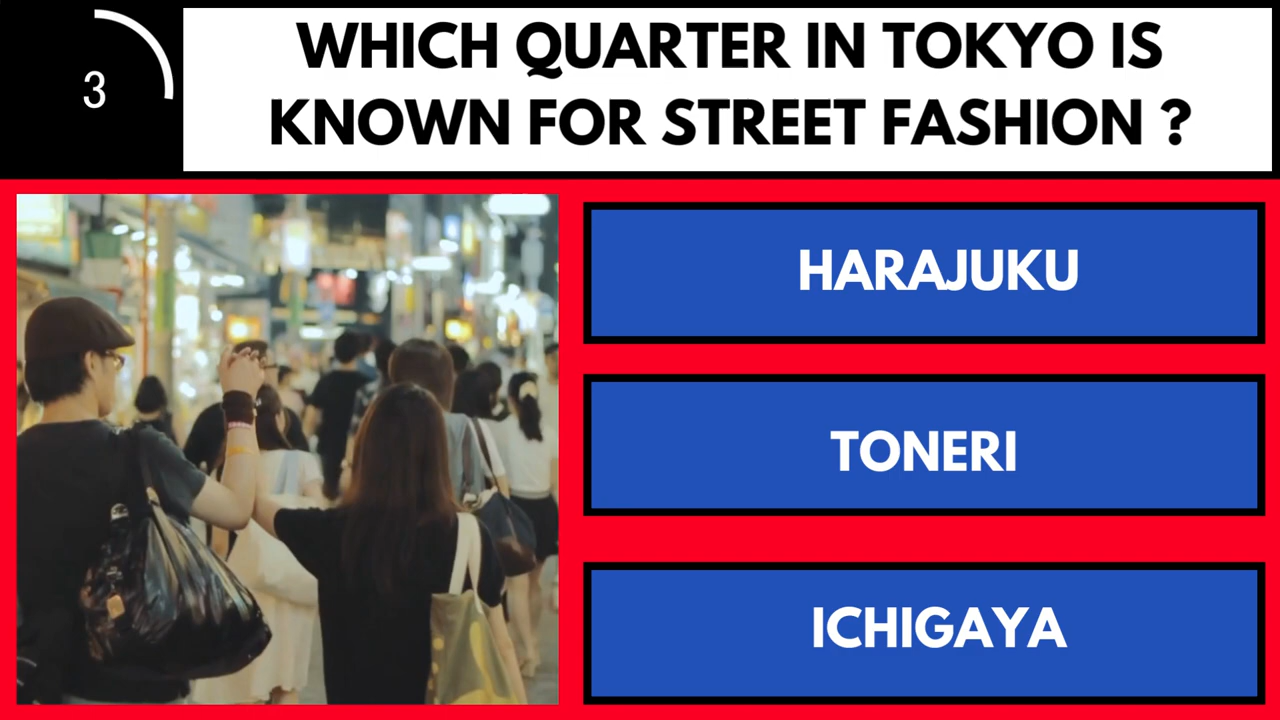 3
WHICH QUARTER IN TOKYO IS
KNOWN FOR STREET FASHION ?
HARAJUKU
TONERI
ICHIGAYA